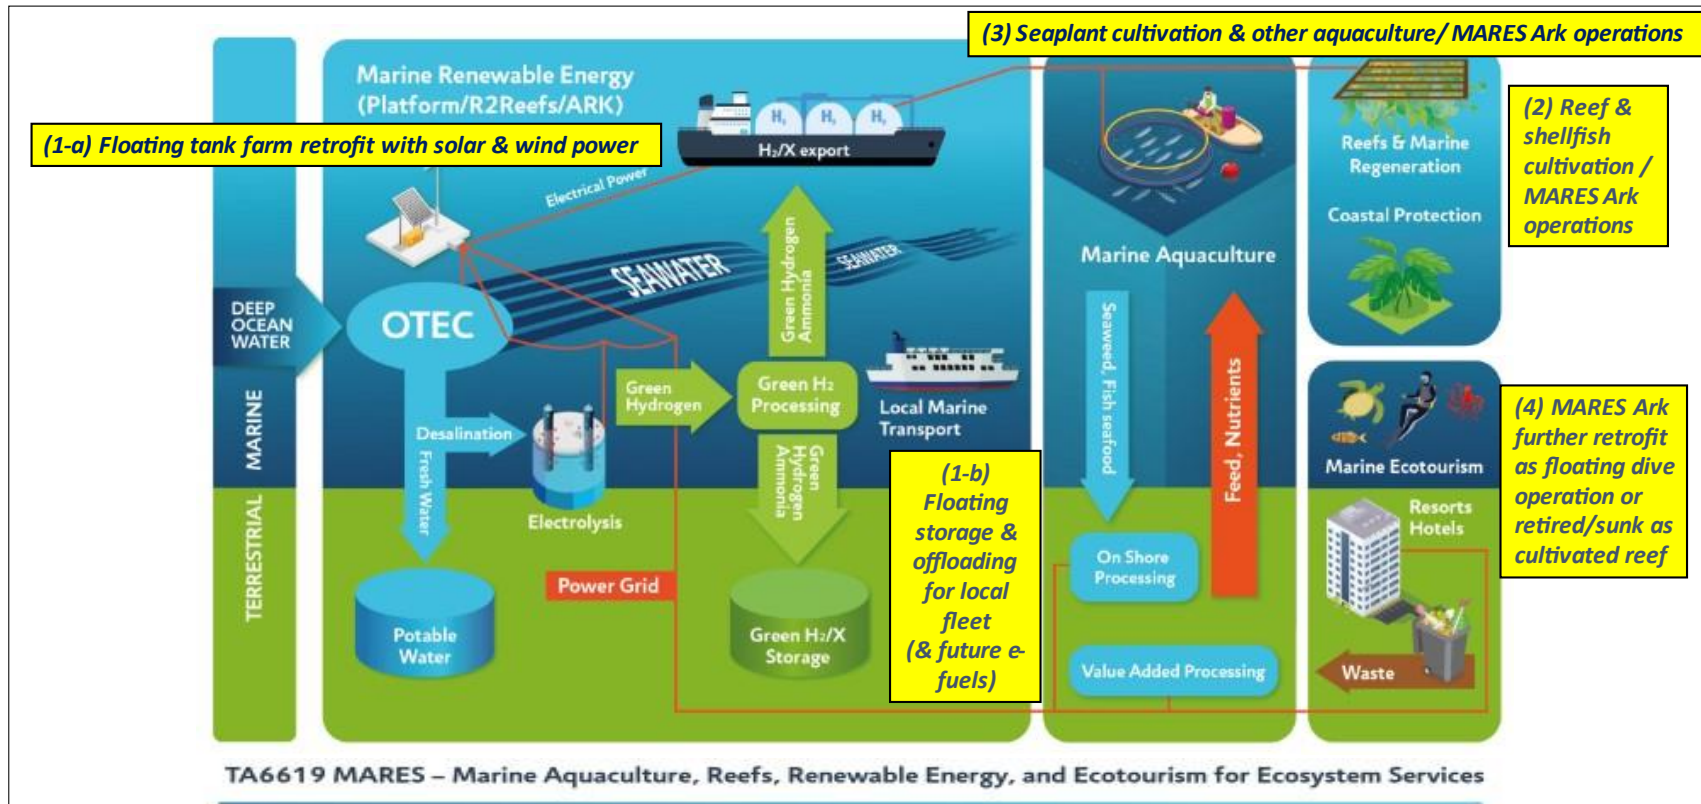 (3) Seaplant cultivation & other aquaculture/ MARES Ark operations
Marine Renewable Energy
(Platform/R2Reefs/ARK)
(1-a) Floating tank farm retrofit with solar & wind power
H₂
H₂
H₂
H₂/X export
Electrical Power
SEAWATER
SEAWATER
DEEP
OCEAN
WATER
OTEC
MARINE
TERRESTRIAL
Green Hydrogen
Ammonia
Green
Hydrogen
Green H₂
Processing
Local Marine
Transport
Desalination
Fresh Water
Electrolysis
Green
Hydrogen
Ammonia
Power Grid
Potable
Water
Green H₂/X
Storage
(1-b)
Floating
storage &
offloading
for local
fleet
(& future e-
fuels)
Marine Aquaculture
Seaweed, Fish seafood
Feed, Nutrients
On Shore
Processing
Value Added Processing
Reefs & Marine
Regeneration
Coastal Protection
(2) Reef &
shellfish
cultivation /
MARES Ark
operations
Marine Ecotourism
Resorts
Hotels
Waste
(4) MARES Ark
further retrofit
as floating dive
operation or
retired/sunk as
cultivated reef
TA6619 MARES – Marine Aquaculture, Reefs, Renewable Energy, and Ecotourism for Ecosystem Services